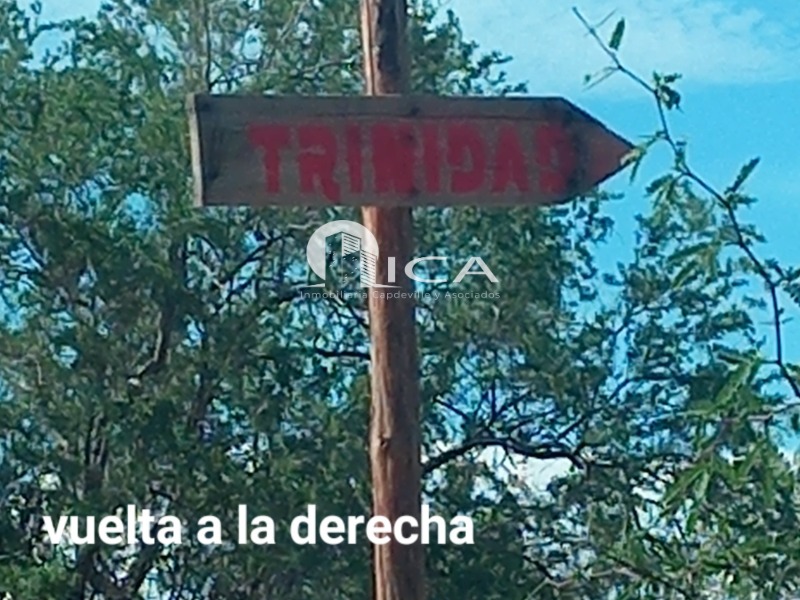 TRINIDAD
ICA
Inmobiliaria Capdeville y Asociados
vuelta a la derecha